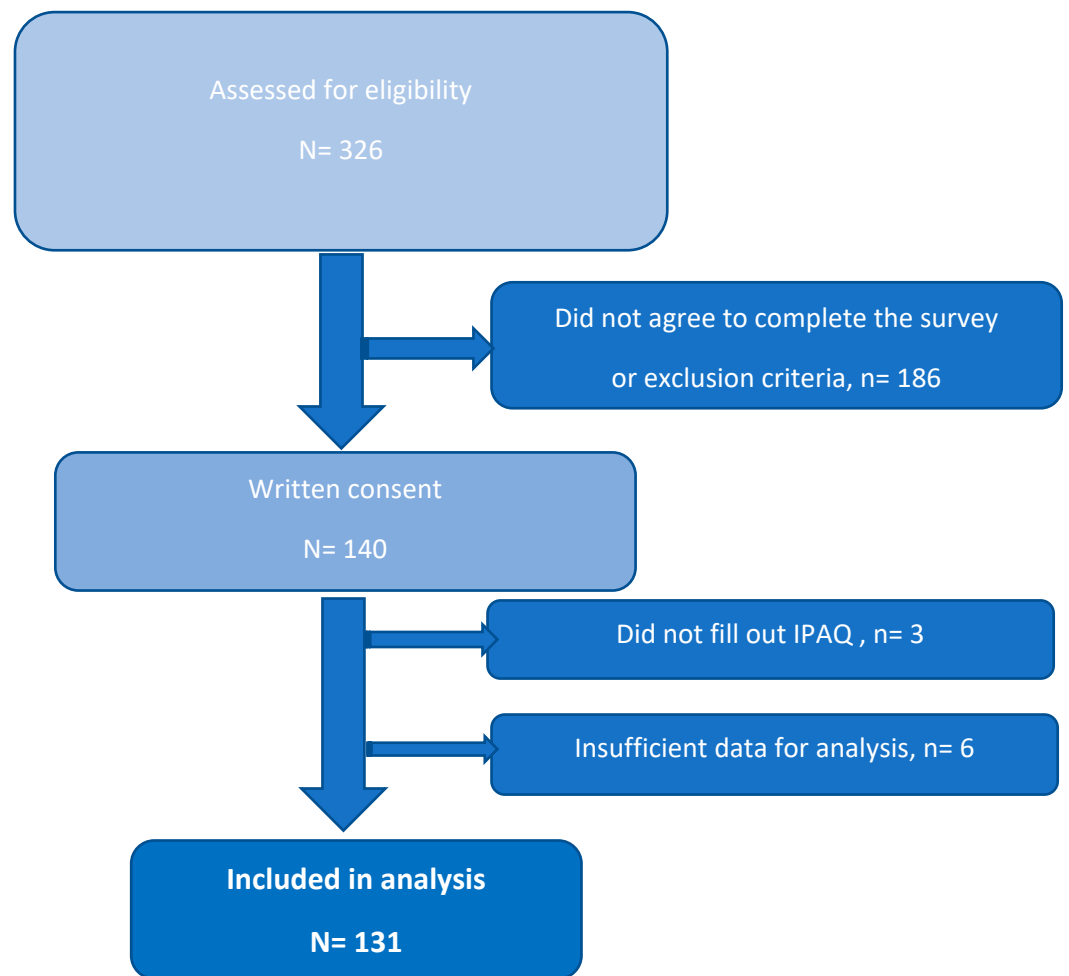 Assessed for eligibility
N= 326
Did not agree to complete the survey
or exclusion criteria, n= 186
Written consent
N= 140
Did not fill out IPAQ , n= 3
Insufficient data for analysis, n= 6
Included in analysis
N= 131